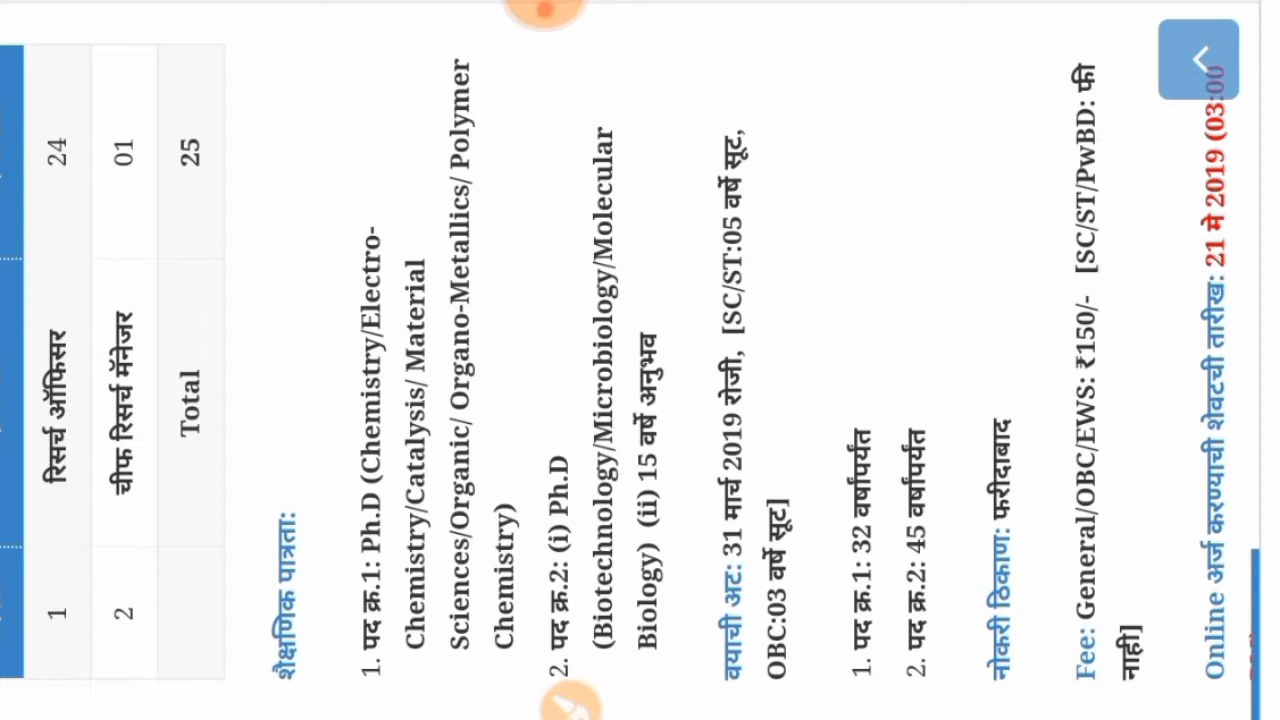 1 रिसर्च ऑफिसर 24
2 चीफ रिसर्च मॅनेजर 01
Total 25
शैक्षणिक पात्रता:
1. पद क्र.1: Ph.D (Chemistry/Electro-
Chemistry/Catalysis/ Material
Sciences/Organic/ Organo-Metallics/ Polymer
Chemistry)
2. पद क्र.2: (i) Ph.D
(Biotechnology/Microbiology/Molecular
Biology) (ii) 15 वर्षे अनुभव
वयाची अट: 31 मार्च 2019 रोजी, [SC/ST:05 वर्षे सूट,
OBC:03 वर्षे सूट]
1. पद क्र.1: 32 वर्षांपर्यंत
2. पद क्र.2: 45 वर्षांपर्यंत
नोकरी ठिकाण: फरीदाबाद
Fee: General/OBC/EWS: ₹150/- [SC/ST/PwBD: फी
नाही]
Online अर्ज करण्याची शेवटची तारीख: 21 मे 2019 (03:00